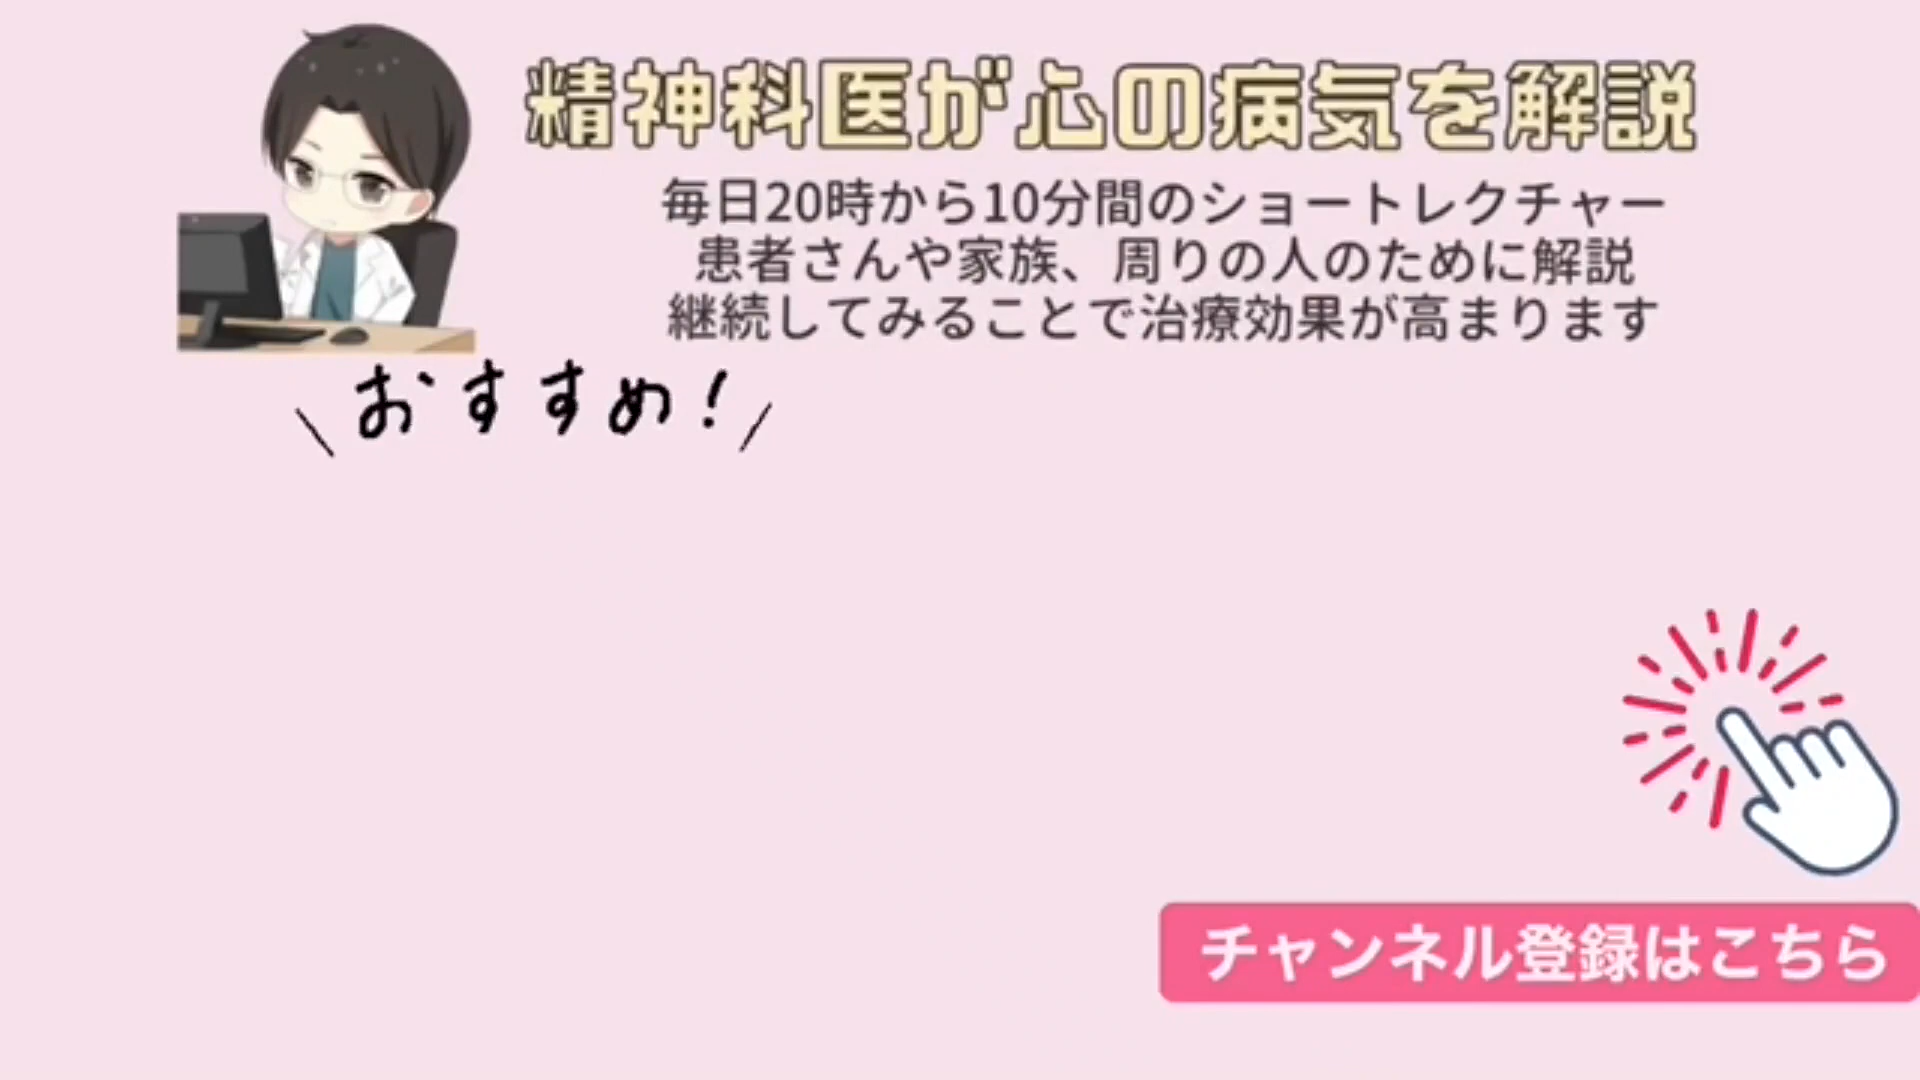 精神科医が心の病気を解説
毎日20時から10分間のショートレクチャー
患者さんや家族、周りの人のために解説
継続してみることで治療効果が高まります
おすすめ!
チャンネル登録はこちら